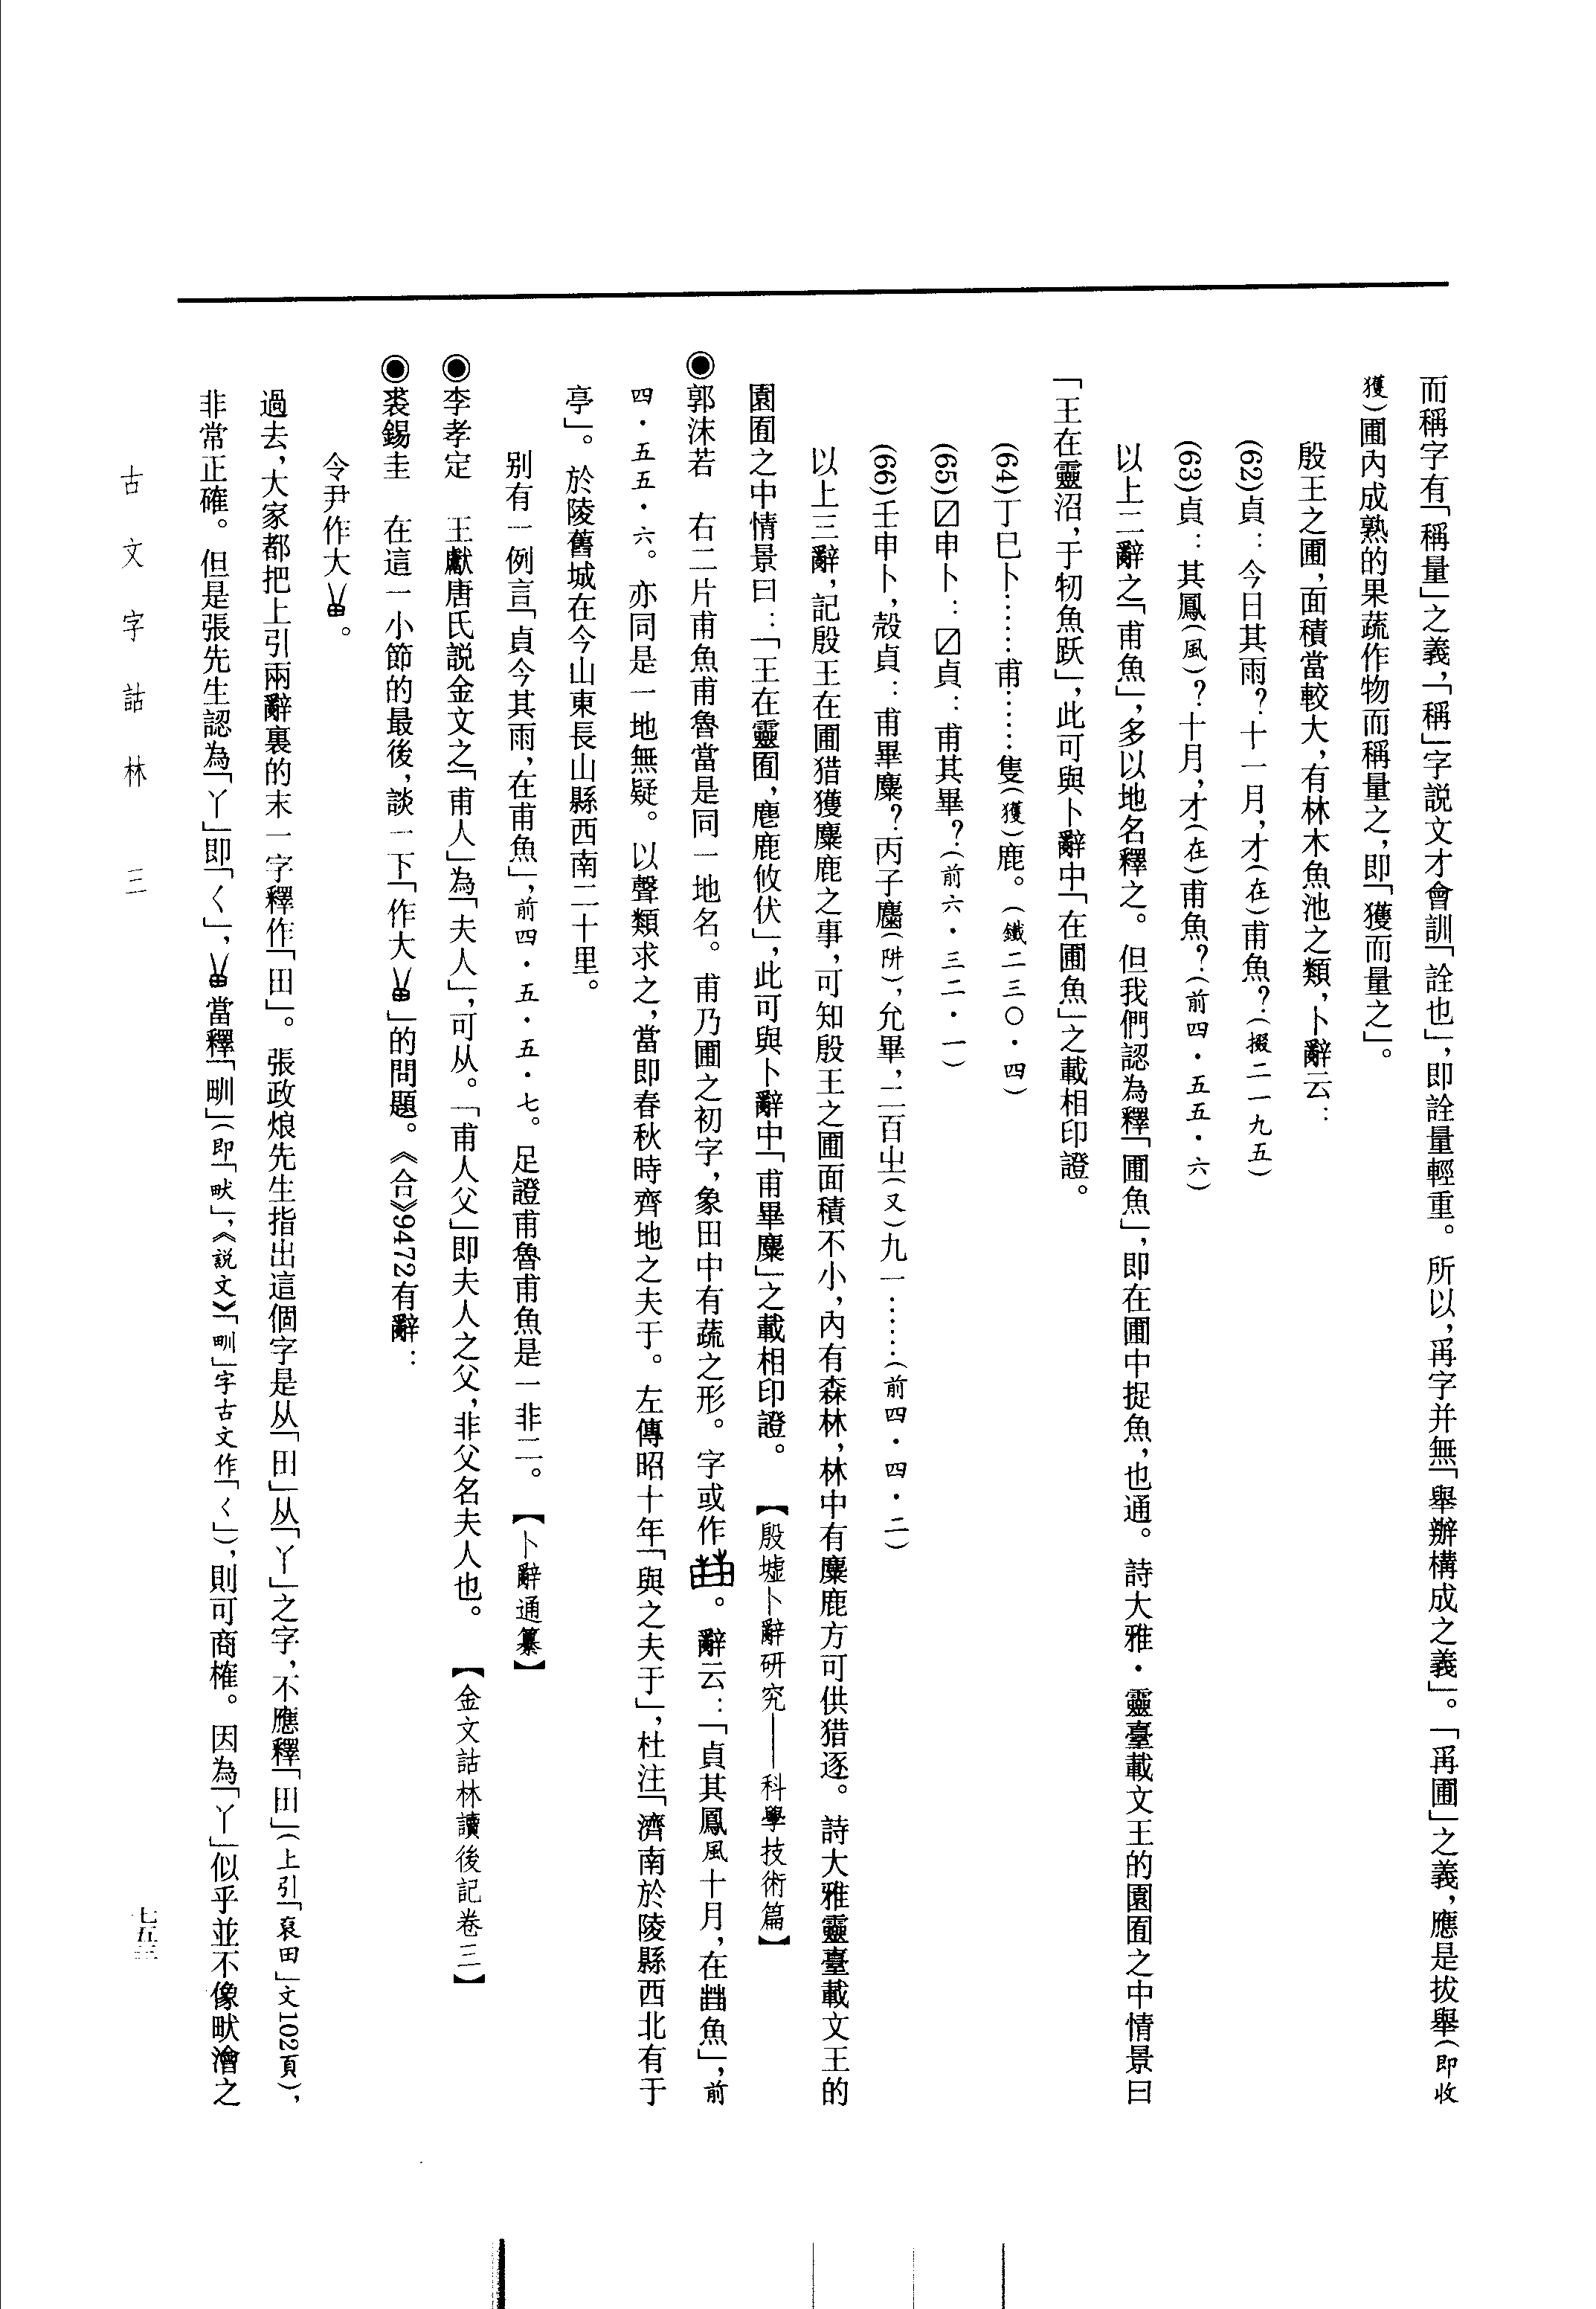 而稱字有「稱量」之義，「稱」字説文才會訓「詮也」，即詮量輕重。所以，爯字并無「舉辦構成之義」。「爯圃」之義，應是拔舉（即收
獲）圃內成熟的果蔬作物而稱量之，即「獲而量之」。
殷王之圃，面積當較大，有林木魚池之類，卜辭云：
(62)貞：今日其雨？十一月，才（在）甫魚？（掇二一九五）
(63)貞：其鳳（風）？十月，才（在）甫魚？（前四·五五·六）
以上二辭之「甫魚」，多以地名釋之。但我們認為釋「圃魚」，即在圃中捉魚，也通。詩大雅·靈臺載文王的園囿之中情景曰
「王在靈沼，于牣魚跃」，此可與卜辭中「在圃魚」之載相印證。
(64)丁巳卜……甫……隻（獲）鹿。（鐵二三〇·四）
(65)☑申卜：☑貞：甫其畢？（前六·三二·一）
(66)壬申卜，殼貞：甫畢麋？丙子麕（阱），允畢，二百㞢（又）九一……（前四·四·二）
以上三辭，記殷王在圃猎獲麋鹿之事，可知殷王之圃面積不小，內有森林，林中有麋鹿方可供猎逐。詩大雅靈臺載文王的
園囿之中情景曰：「王在靈囿，麀鹿攸伏」，此可與卜辭中「甫畢麋」之載相印證。　【殷墟卜辭研究——科學技術篇】
◉郭沫若　右二片甫魚甫魯當是同一地名。甫乃圃之初字，象田中有蔬之形。字或作。辭云：「貞其鳳風十月，在𤰔魚」，前
四·五五·六。亦同是一地無疑。以聲類求之，當即春秋時齊地之夫于。左傳昭十年「與之夫于」，杜注「濟南於陵縣西北有于
亭」。於陵舊城在今山東長山縣西南二十里。
别有一例言「貞今其雨，在甫魚」，前四·五·五·七。足證甫魯甫魚是一非二。　【卜辭通纂】
◉李孝定　王獻唐氏説金文之「甫人」為「夫人」，可从。「甫人父」即夫人之父，非父名夫人也。　【金文詁林讀後記卷三】
◉裘錫圭　在這一小節的最後，談一下「作大」的問題。《合》9472有辭：
令尹作大。
過去，大家都把上引兩辭裏的末一字釋作「田」。張政烺先生指出這個字是从「田」从「丫」之字，不應釋「田」（上引「裒田」文102頁），
非常正確。但是張先生認為「丫」即「𡿨」，當釋「甽」（即「畎」，《説文》「甽」字古文作「𡿨」），則可商榷。因為「丫」似乎並不像畎澮之
古文字詁林　三
七五三